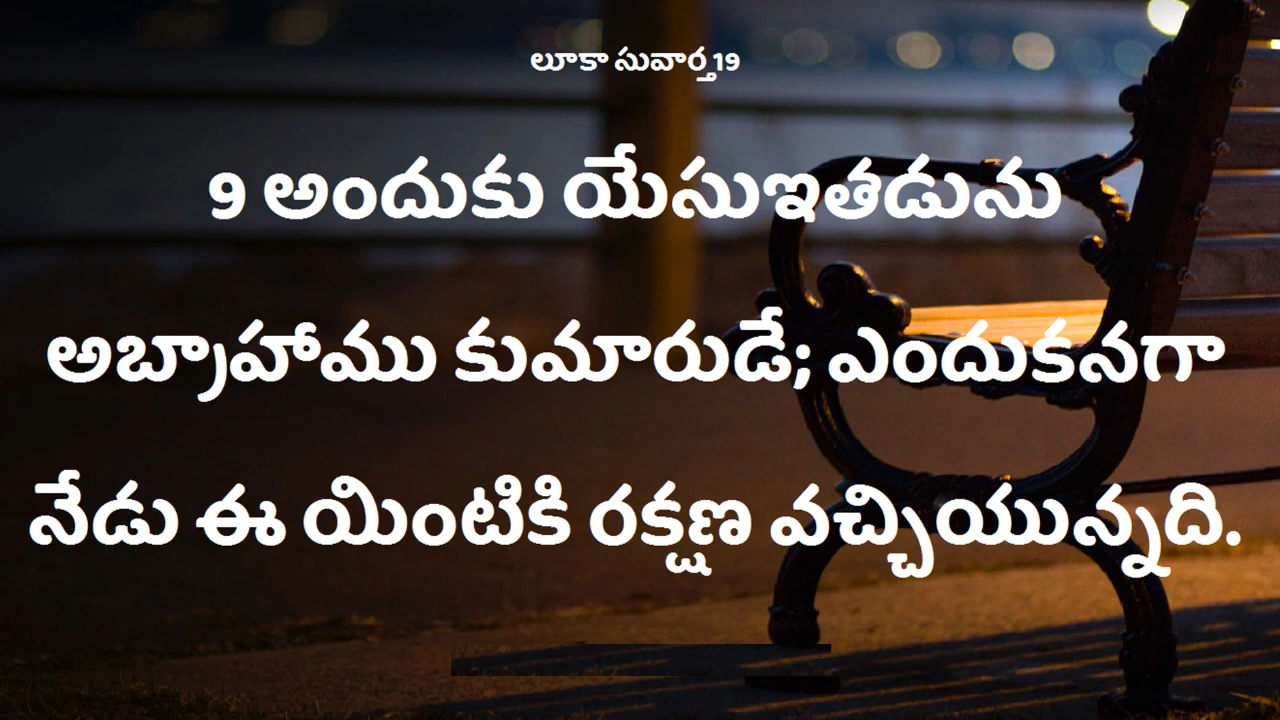 లూకా సువార్త19
9 అందుకు యేసుఇతడును
అబ్రాహాము కుమారుడే; ఎందుకనగా
నేడు ఈ యింటికి రక్షణ వచ్చియున్నది.